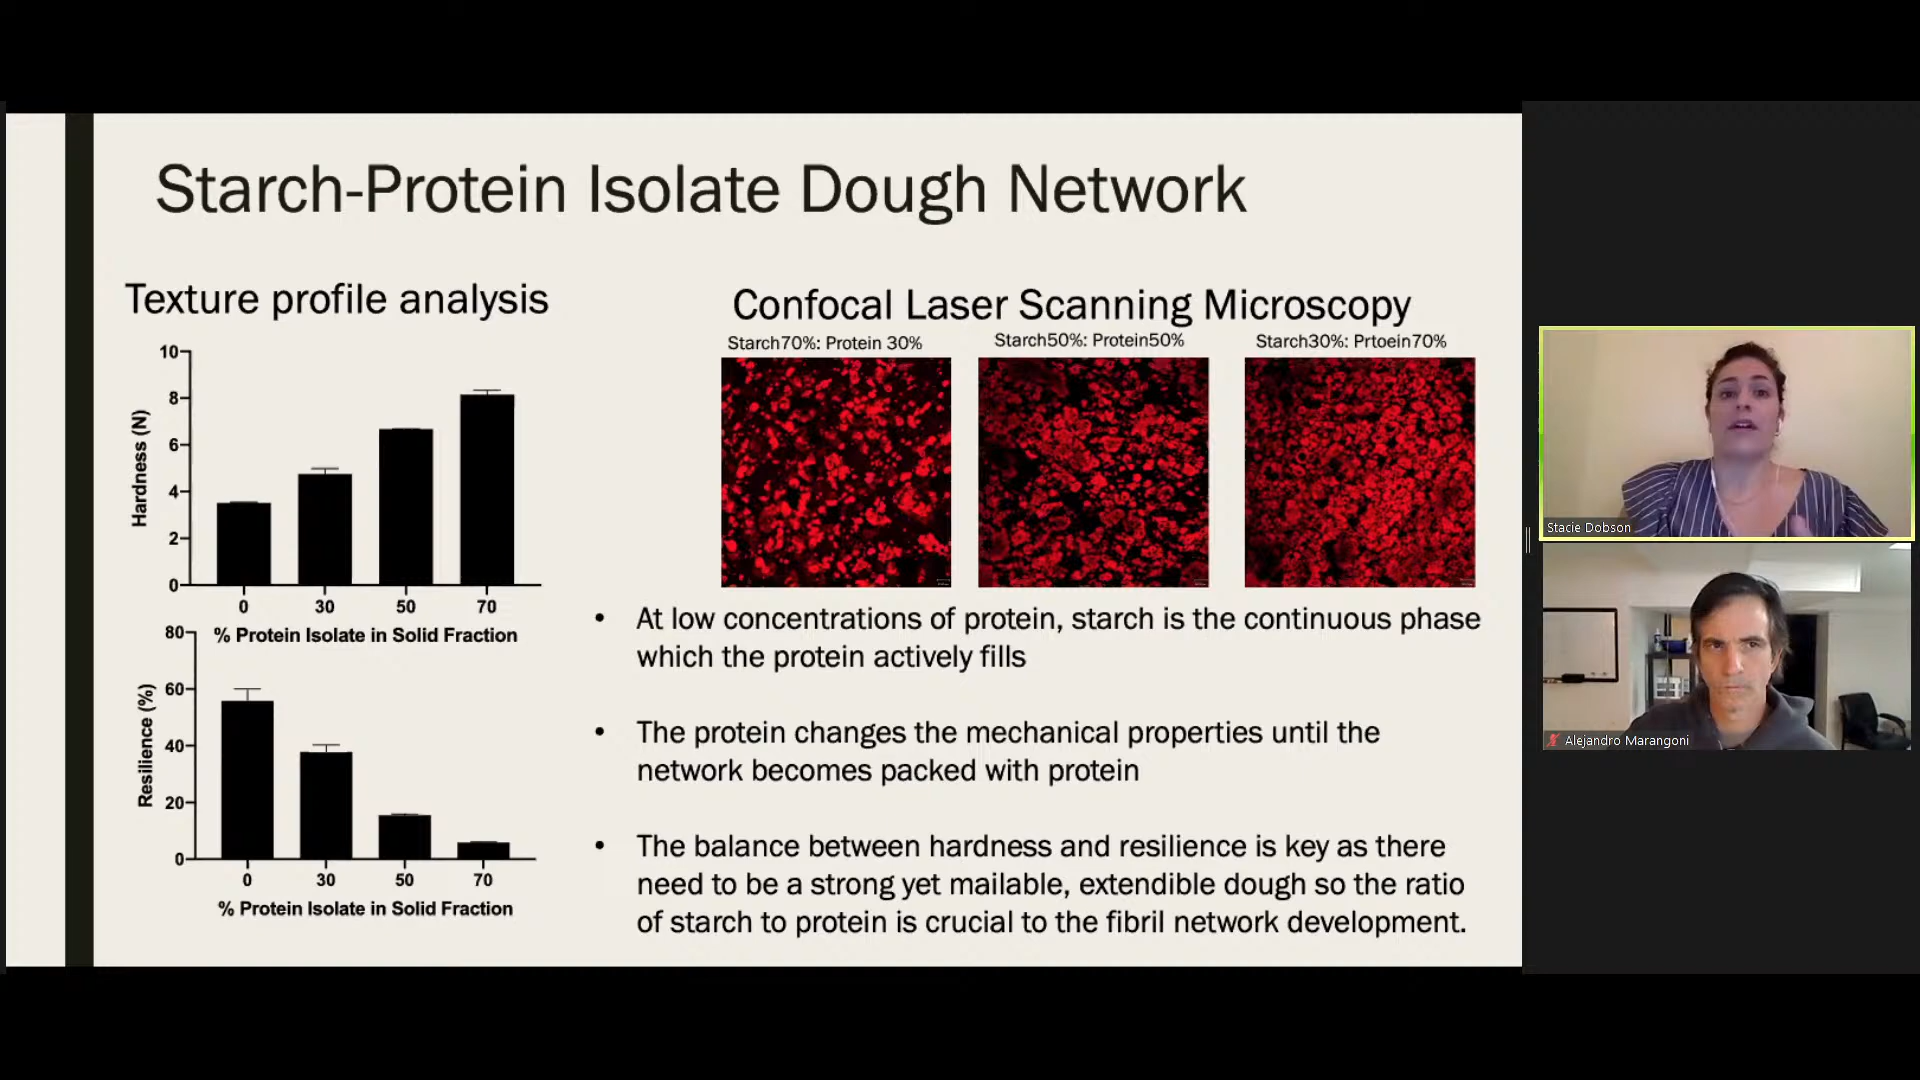 Starch-Protein Isolate Dough Network
Texture profile analysis
10
8
6
4
2
0
Hardness (N)
0 30 50 70
% Protein Isolate in Solid Fraction
80
60
40
20
0
Resilience (%)
0 30 50 70
% Protein Isolate in Solid Fraction
Confocal Laser Scanning Microscopy
Starch70%: Protein 30%
Starch50%: Protein50%
Starch30%: Prtoein70%
• At low concentrations of protein, starch is the continuous phase
which the protein actively fills
• The protein changes the mechanical properties until the
network becomes packed with protein
• The balance between hardness and resilience is key as there
need to be a strong yet mailable, extendible dough so the ratio
of starch to protein is crucial to the fibril network development.
Stacie Dobson
Alejandro Marangoni